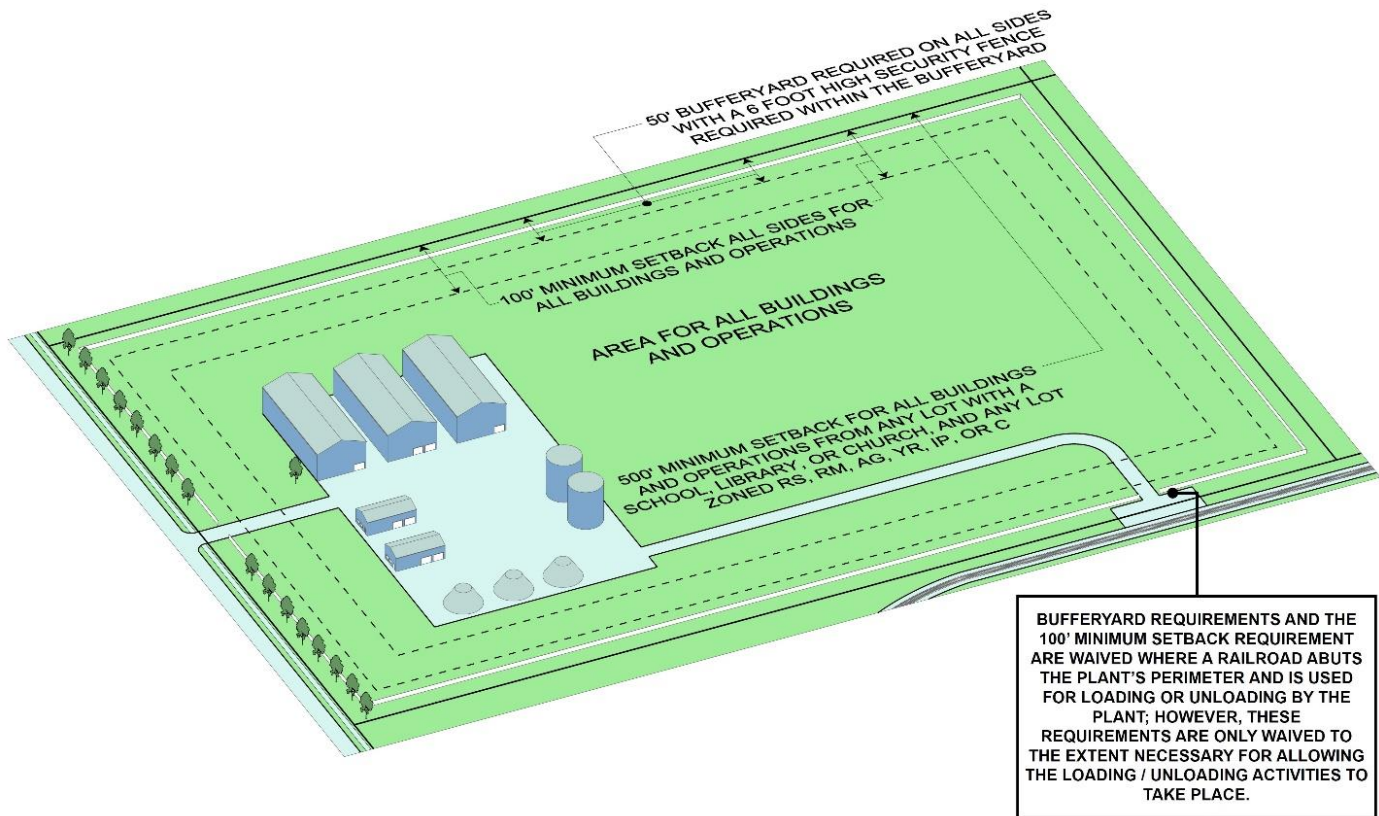 50' BUFFERYARD REQUIRED ON ALL SIDES
WITH A 6 FOOT HIGH SECURITY FENCE
REQUIRED WITHIN THE BUFFERYARD
100' MINIMUM SETBACK ALL SIDES FOR
ALL BUILDINGS AND OPERATIONS
AREA FOR ALL BUILDINGS
AND OPERATIONS
500' MINIMUM SETBACK FOR ALL BUILDINGS
AND OPERATIONS FROM ANY LOT WITH A
SCHOOL, LIBRARY, OR CHURCH, AND ANY LOT
ZONED RS, RM, AG, YR, IP, OR C
BUFFERYARD REQUIREMENTS AND THE
100' MINIMUM SETBACK REQUIREMENT
ARE WAIVED WHERE A RAILROAD ABUTS
THE PLANT'S PERIMETER AND IS USED
FOR LOADING OR UNLOADING BY THE
PLANT; HOWEVER, THESE
REQUIREMENTS ARE ONLY WAIVED TO
THE EXTENT NECESSARY FOR ALLOWING
THE LOADING / UNLOADING ACTIVITIES TO
TAKE PLACE.